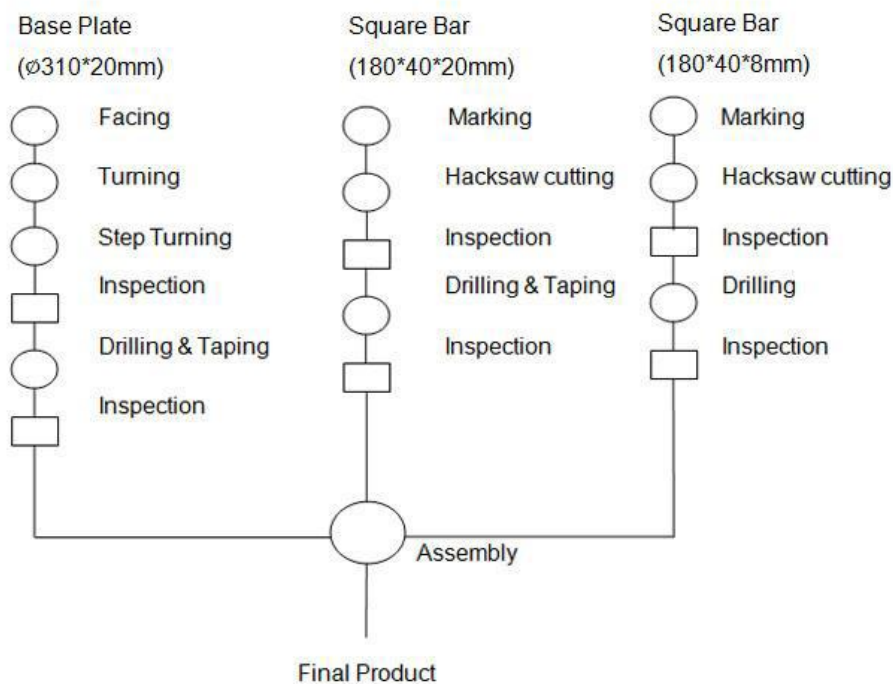 Base Plate
(ø310*20mm)
Facing
Turning
Step Turning
Inspection
Drilling & Taping
Inspection
Square Bar
(180*40*20mm)
Marking
Hacksaw cutting
Inspection
Drilling & Taping
Inspection
Square Bar
(180*40*8mm)
Marking
Hacksaw cutting
Inspection
Drilling
Inspection
Assembly
Final Product